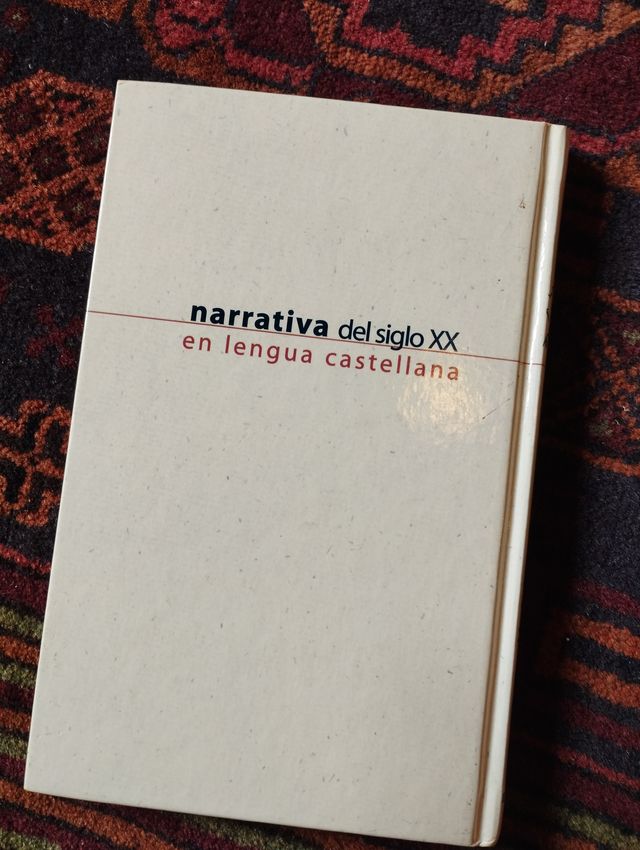 narrativa del siglo XX
en lengua castellana